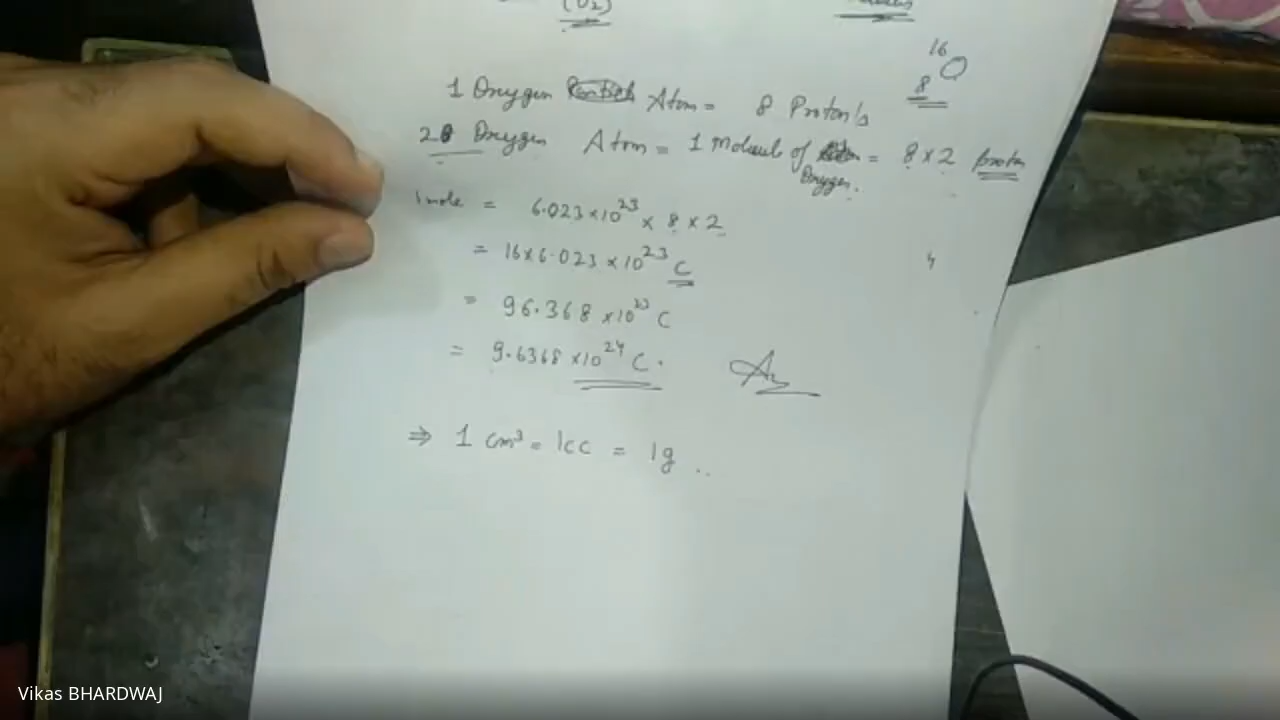 (O2)
16
O
8
1 Oxygen Atom = 8 Proton/s
2 Oxygen Atom = 1 Molecule of Oxygen. = 8 × 2 proton
1 mole = 6.023 × 10^23 × 8 × 2
= 16 × 6.023 × 10^23 C
= 96.368 × 10^23 C
= 9.6368 × 10^24 C.
⇒ 1 cm³ = 1cc = 1g ..
Vikas BHARDWAJ